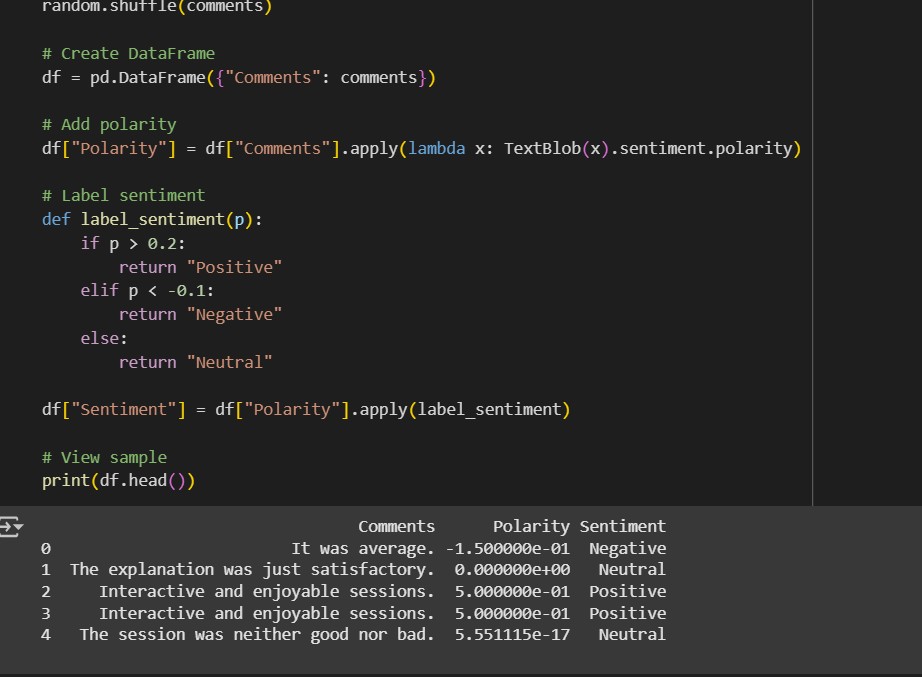 random.shuffle(comments)
# Create DataFrame
df = pd.DataFrame({"Comments": comments})
# Add polarity
df["Polarity"] = df["Comments"].apply(lambda x: TextBlob(x).sentiment.polarity)
# Label sentiment
def label_sentiment(p):
    if p > 0.2:
        return "Positive"
    elif p < -0.1:
        return "Negative"
    else:
        return "Neutral"
df["Sentiment"] = df["Polarity"].apply(label_sentiment)
# View sample
print(df.head())
Comments Polarity Sentiment
0 It was average. -1.500000e-01 Negative
1 The explanation was just satisfactory. 0.000000e+00 Neutral
2 Interactive and enjoyable sessions. 5.000000e-01 Positive
3 Interactive and enjoyable sessions. 5.000000e-01 Positive
4 The session was neither good nor bad. 5.551115e-17 Neutral